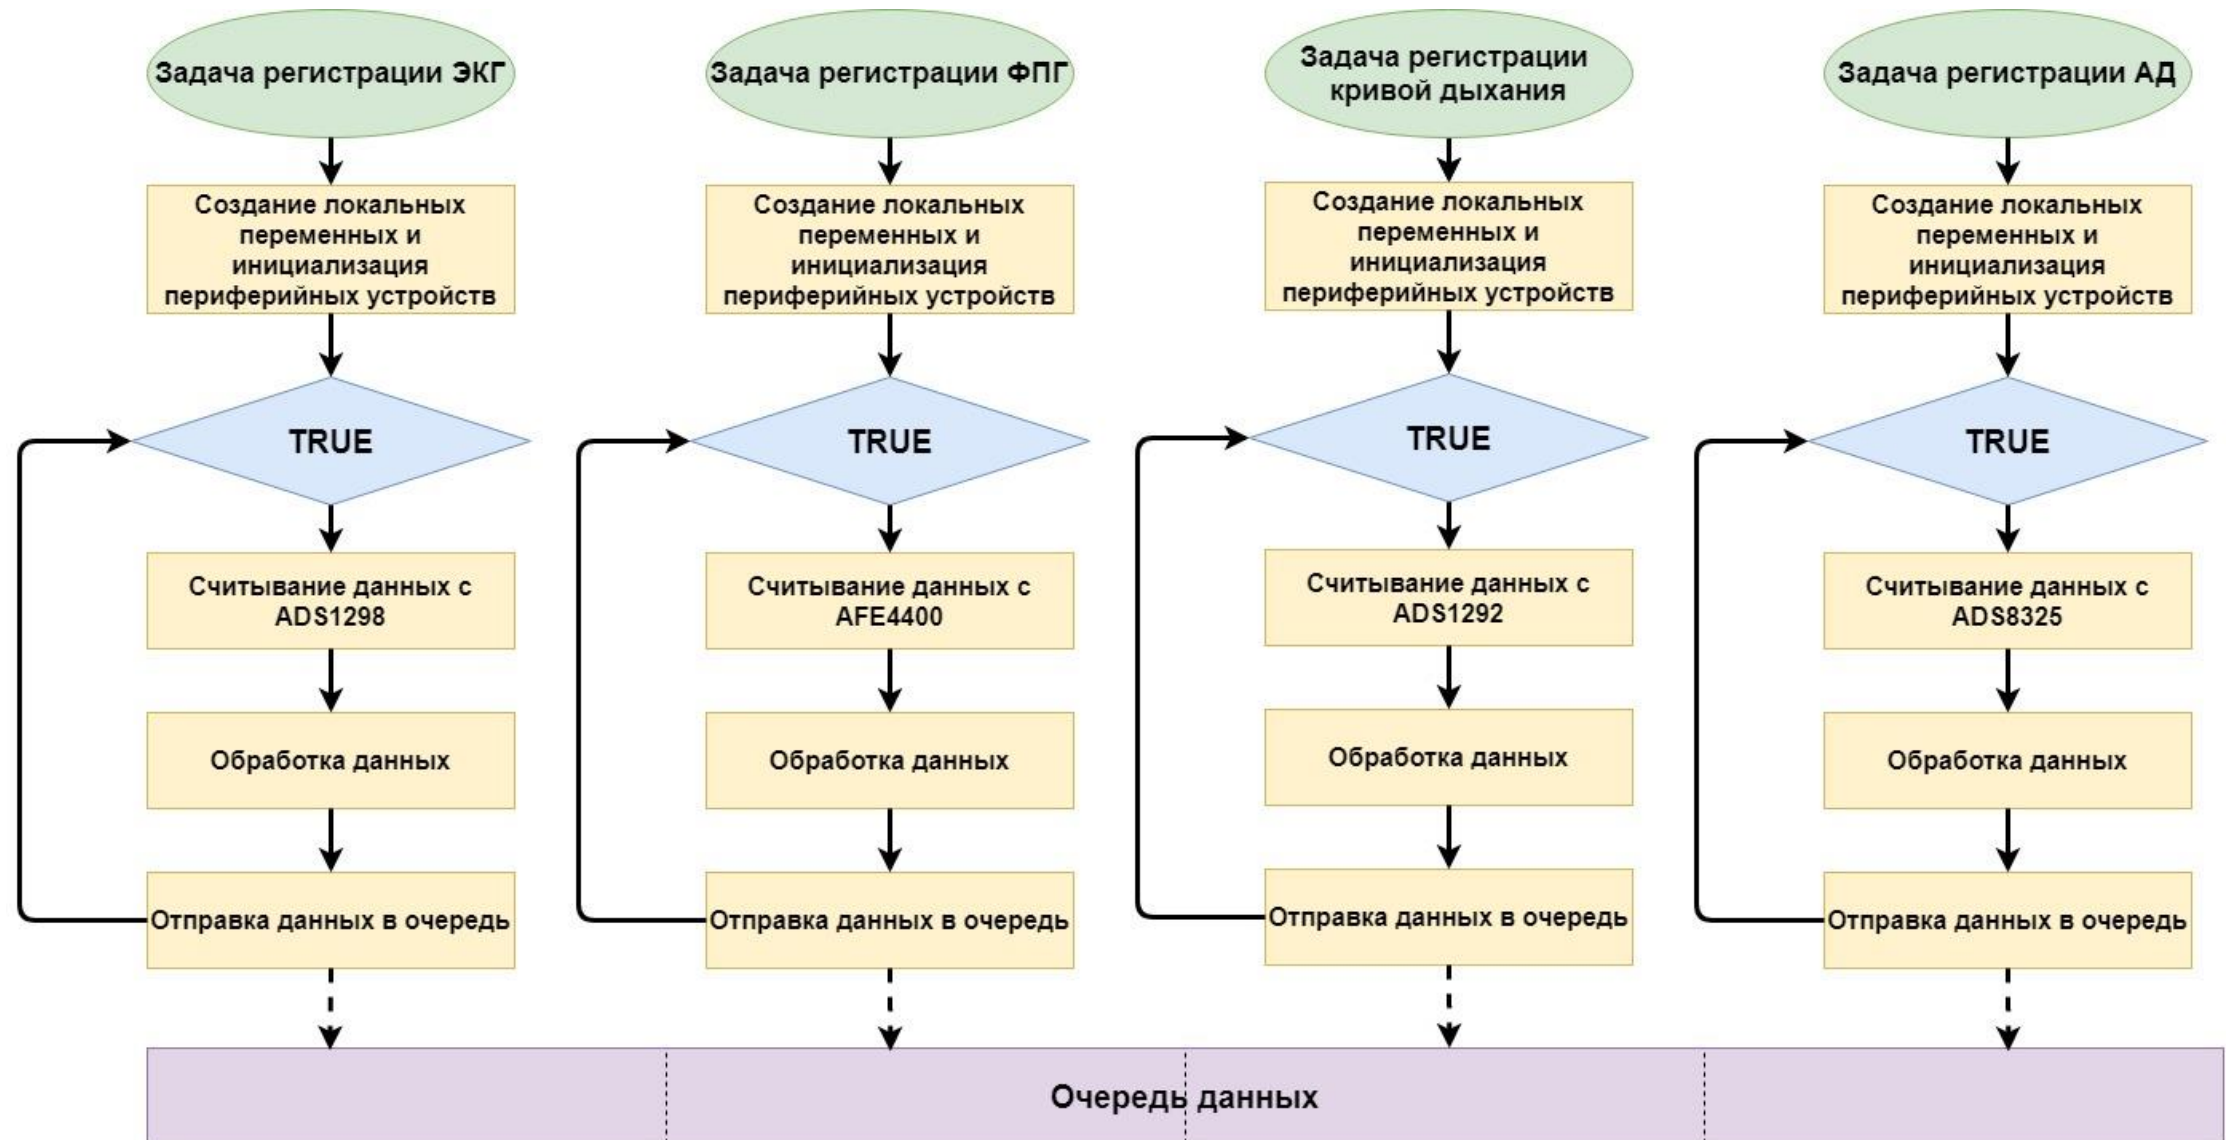 Задача регистрации ЭКГ
Создание локальных
переменных и
инициализация
периферийных устройств
TRUE
Считывание данных с
ADS1298
Обработка данных
Отправка данных в очередь
Задача регистрации ФПГ
Создание локальных
переменных и
инициализация
периферийных устройств
TRUE
Считывание данных с
AFE4400
Обработка данных
Отправка данных в очередь
Задача регистрации
кривой дыхания
Создание локальных
переменных и
инициализация
периферийных устройств
TRUE
Считывание данных с
ADS1292
Обработка данных
Отправка данных в очередь
Задача регистрации АД
Создание локальных
переменных и
инициализация
периферийных устройств
TRUE
Считывание данных с
ADS8325
Обработка данных
Отправка данных в очередь
Очередь данных